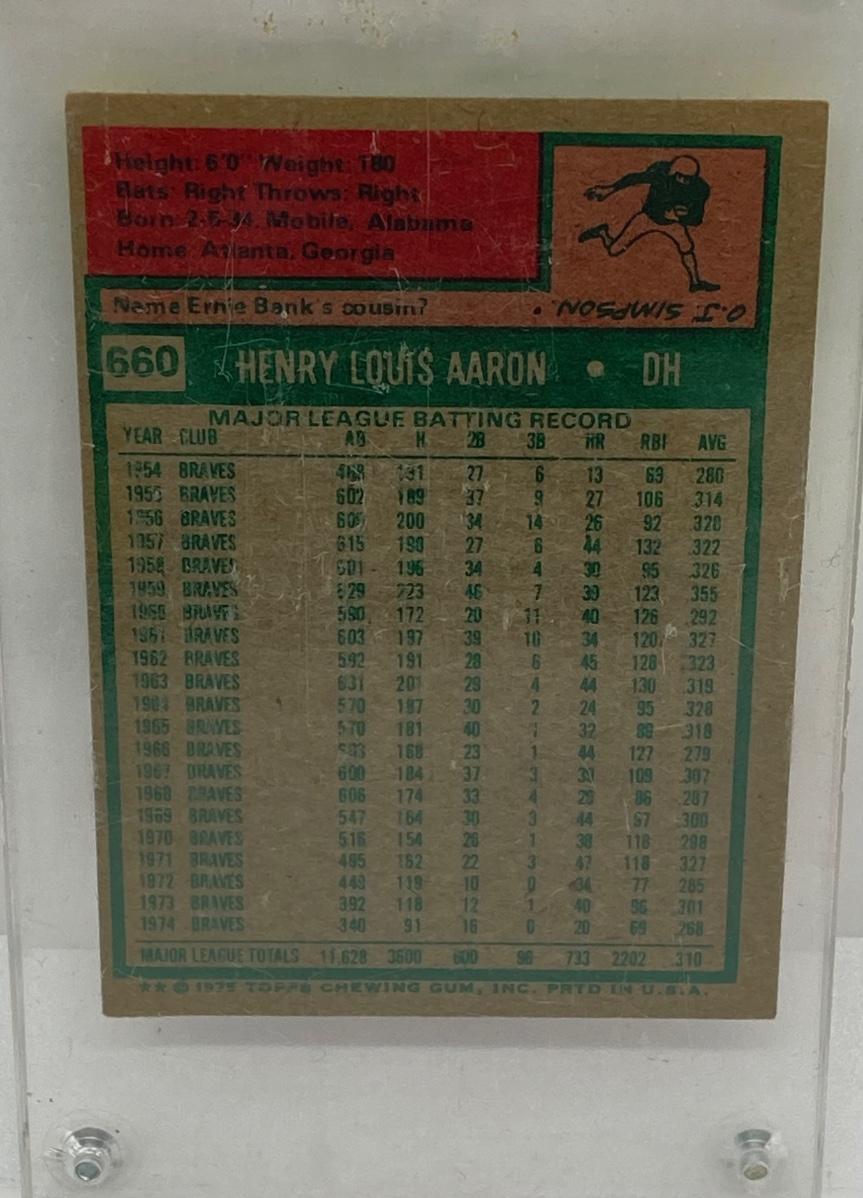 Height: 6'0" Weight: 180
Bats: Right Throws: Right
Born: 2-5-34, Mobile, Alabama
Home: Atlanta, Georgia
Name Ernie Bank's cousin?
O.J. SIMPSON.
660 HENRY LOUIS AARON • DH
MAJOR LEAGUE BATTING RECORD
YEAR CLUB AB H 2B 3B HR RBI AVG
1954 BRAVES 468 131 27 6 13 69 .280
1955 BRAVES 602 189 37 9 27 106 .314
1956 BRAVES 609 200 34 14 26 92 .328
1957 BRAVES 615 198 27 6 44 132 .322
1958 BRAVES 601 196 34 4 30 95 .326
1959 BRAVES 629 223 46 7 39 123 .355
1960 BRAVES 590 172 20 11 40 126 .292
1961 BRAVES 603 197 39 10 34 120 .327
1962 BRAVES 592 191 28 6 45 128 .323
1963 BRAVES 631 201 29 4 44 130 .319
1964 BRAVES 570 187 30 2 24 95 .328
1965 BRAVES 570 181 40 1 32 89 .318
1966 BRAVES 603 168 23 1 44 127 .279
1967 BRAVES 600 184 37 3 39 109 .307
1968 BRAVES 606 174 33 4 29 86 .287
1969 BRAVES 547 164 30 3 44 97 .300
1970 BRAVES 516 154 26 1 38 118 .298
1971 BRAVES 495 162 22 3 47 118 .327
1972 BRAVES 449 119 10 0 34 77 .265
1973 BRAVES 392 118 12 1 40 96 .301
1974 BRAVES 340 91 16 0 20 69 .268
MAJOR LEAGUE TOTALS 11,628 3600 600 96 733 2202 .310
★★ © 1975 TOPPS CHEWING GUM, INC. PRTD IN U.S.A.